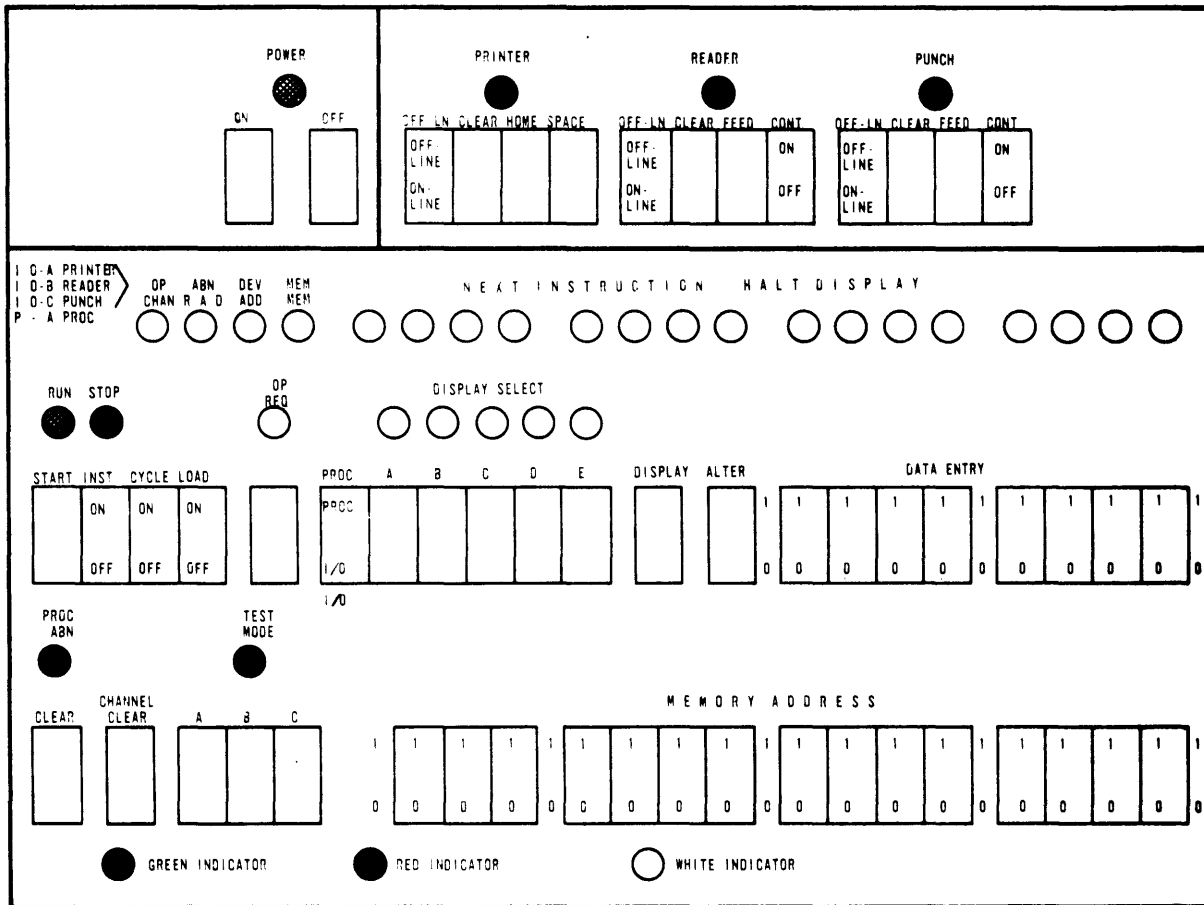 POWER
ON OFF
PRINTER
OFF LN CLEAR HOME SPACE
OFF-
LINE
ON-
LINE
READER
OFF-LN CLEAR FEED CONT
OFF-
LINE
ON
ON-
LINE
OFF
PUNCH
OFF-LN CLEAR FEED CONT
OFF-
LINE
ON
ON-
LINE
OFF
I O-A PRINTER
I O-B READER
I O-C PUNCH
P - A PROC
OP ABN DEV MEM
CHAN R A D ADD MEM
NEXT INSTRUCTION HALT DISPLAY
RUN STOP
OP
REQ
DISPLAY SELECT
START INST CYCLE LOAD
ON ON ON
OFF OFF OFF
PROC A B C D E
PROC
I/O
I/O
DISPLAY ALTER
DATA ENTRY
1 1 1 1 1 1 1 1 1 1 1
0 0 0 0 0 0 0 0 0 0 0
PROC
ABN
TEST
MODE
CLEAR
CHANNEL
CLEAR
A B C
MEMORY ADDRESS
1 1 1 1 1 1 1 1 1 1 1 1 1 1 1 1 1 1 1 1
0 0 0 0 0 0 0 0 0 0 0 0 0 0 0 0 0 0 0 0
GREEN INDICATOR RED INDICATOR WHITE INDICATOR